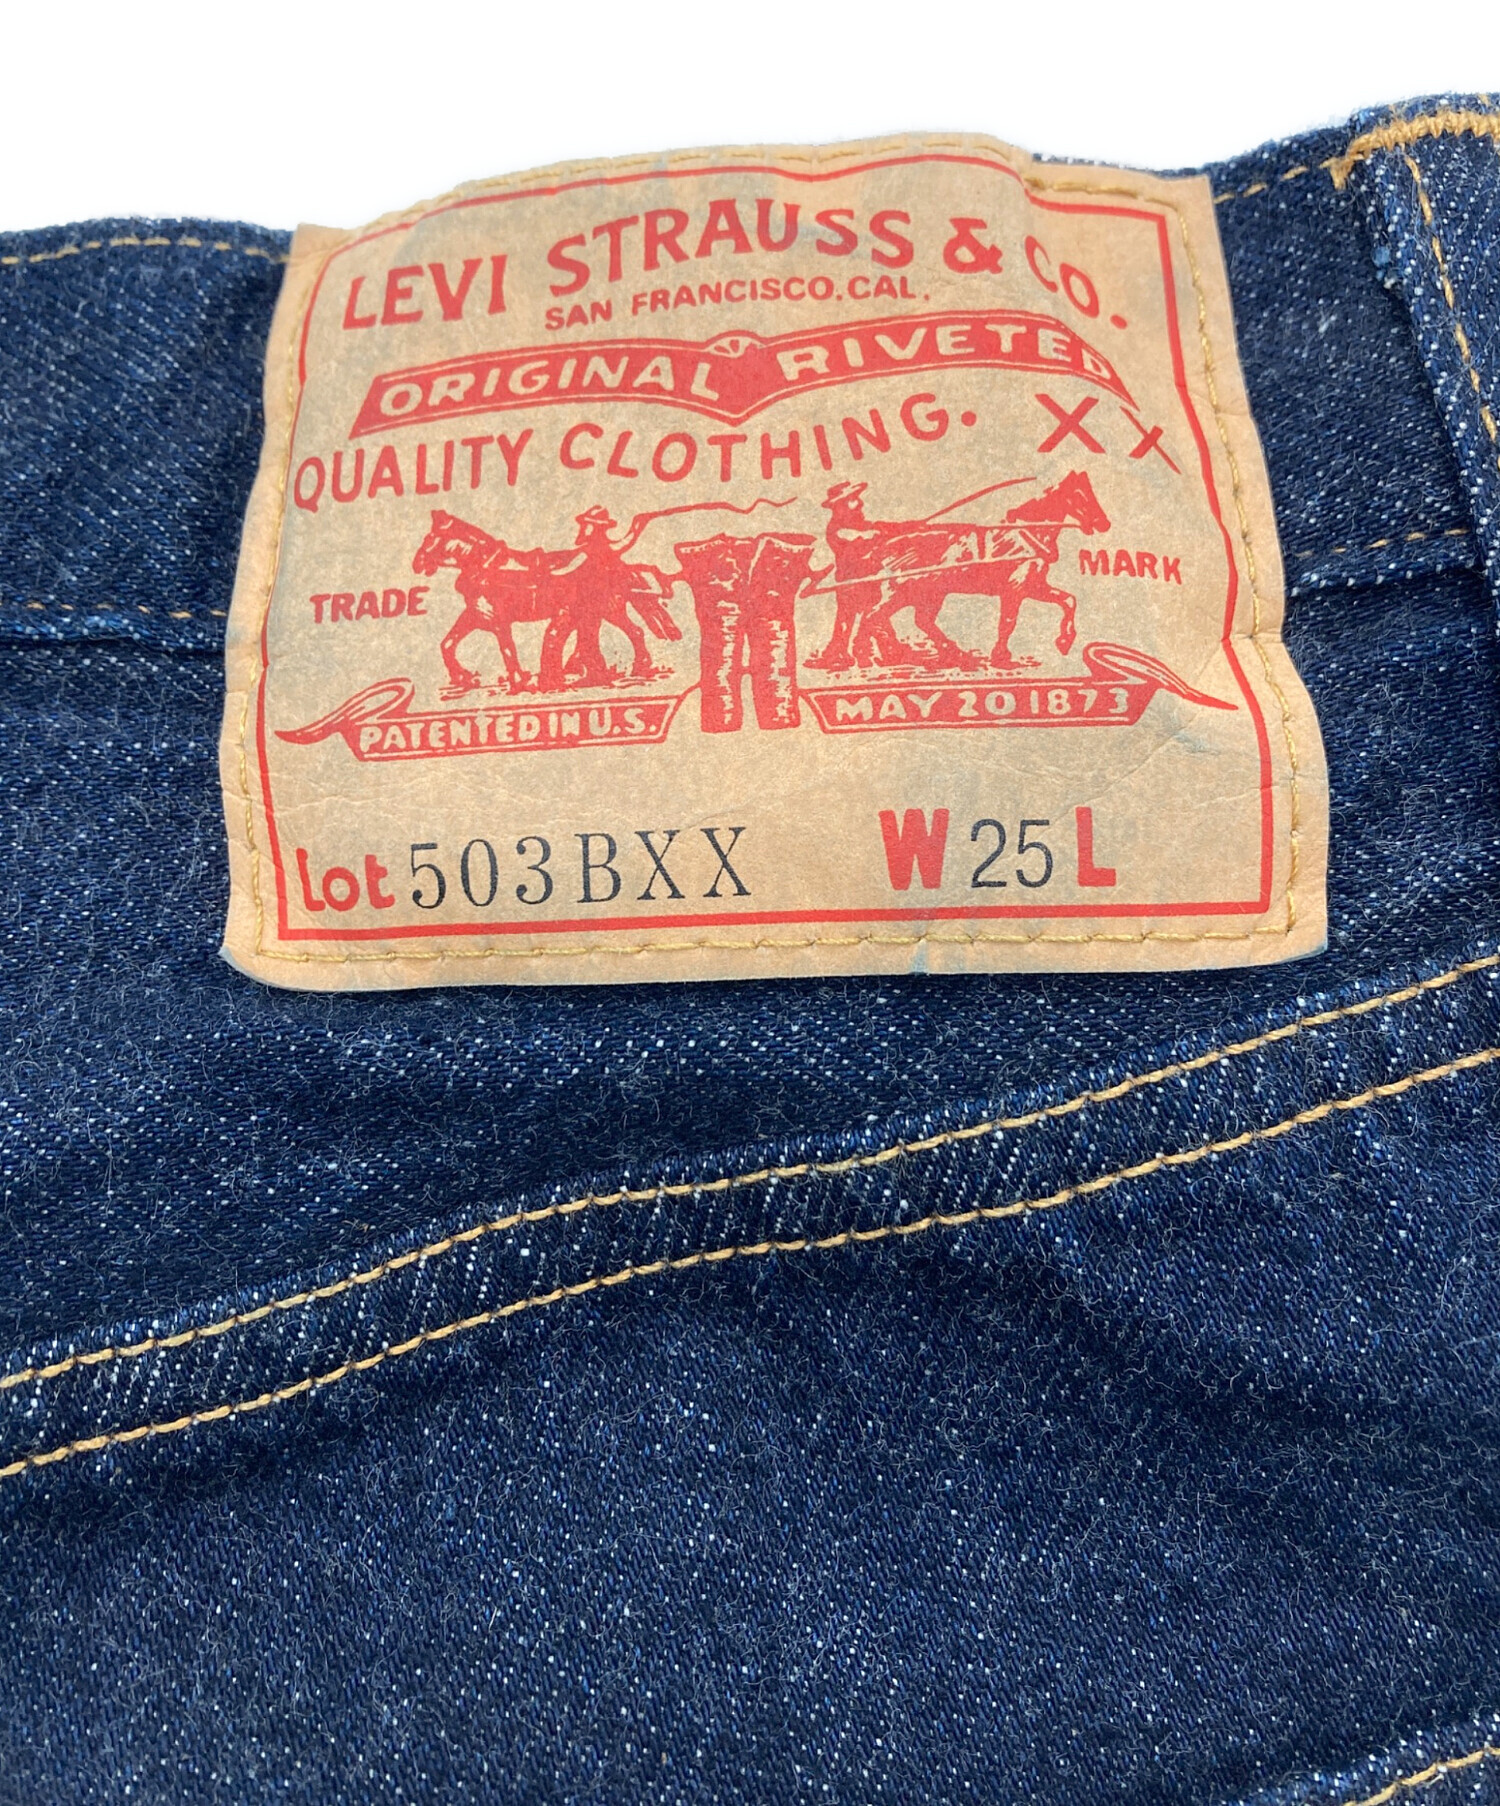 LEVI STRAUSS & CO.
SAN FRANCISCO. CAL.
ORIGINAL RIVETED
QUALITY CLOTHING. XX
TRADE MARK
PATENTED IN U.S. MAY 20 1873
Lot 503BXX W 25 L